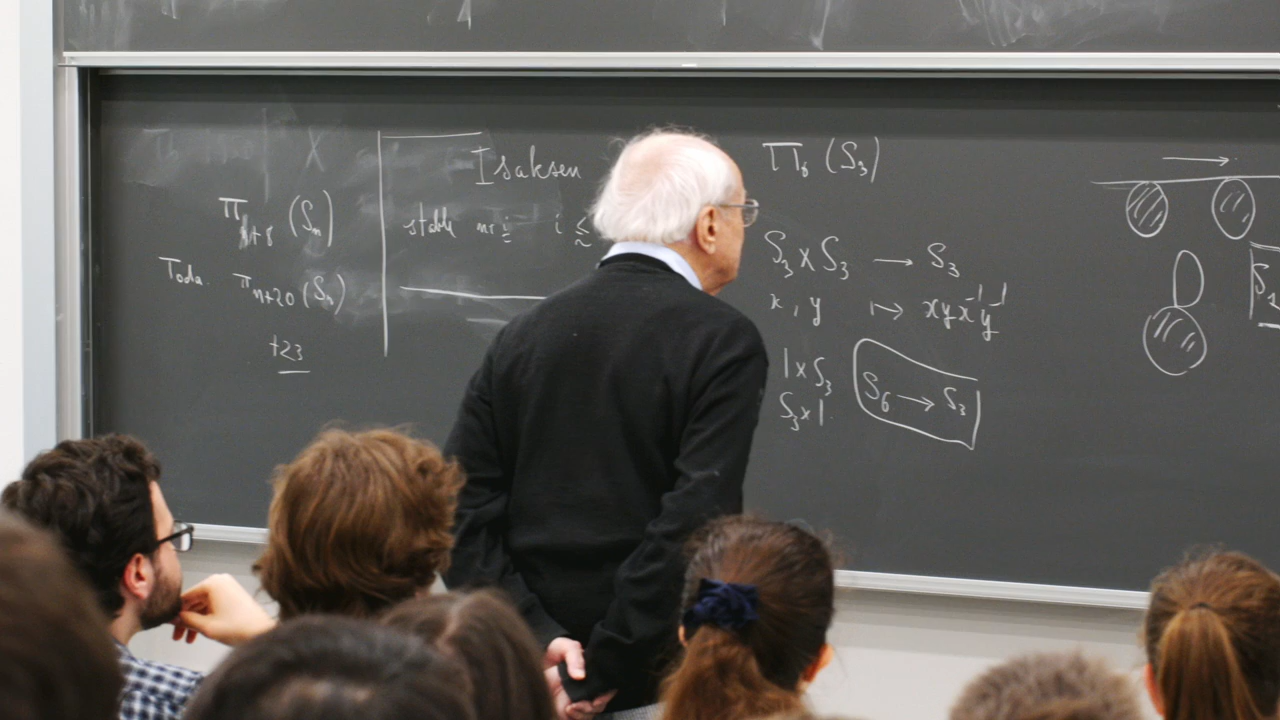 π_{n+8} (S_n)
Toda. π_{n+20} (S_n)
+23
Isaksen
i ≲
Π_6 (S_3)
S_3 × S_3 → S_3
x, y ↦ xyx^{-1}y^{-1}
1 × S_3
S_3 × 1
S_6 → S_3